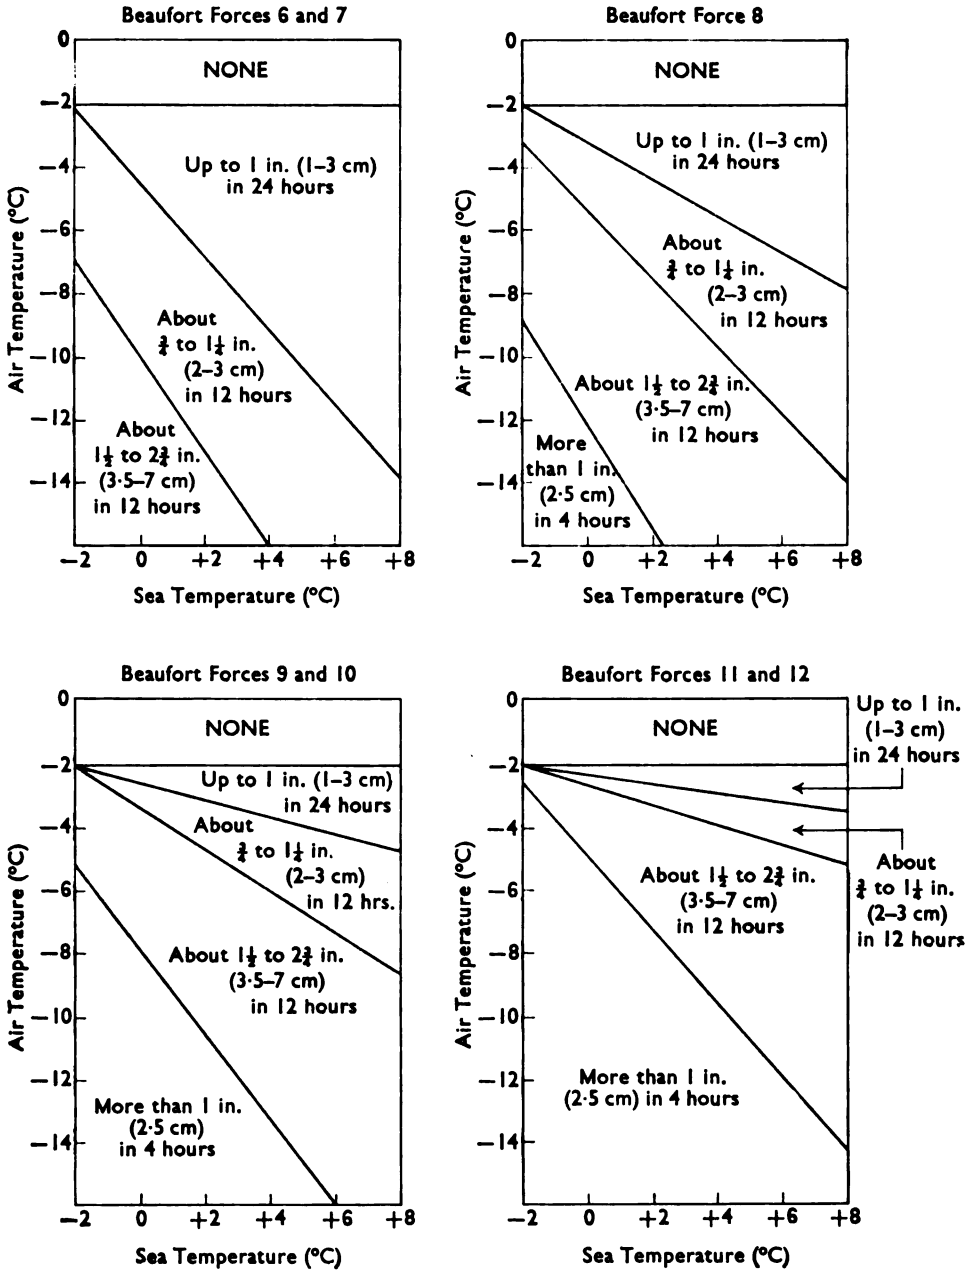 Beaufort Forces 6 and 7
0
NONE
−2
Up to 1 in. (1–3 cm)
in 24 hours
−4
−6
−8
About
¾ to 1¼ in.
(2–3 cm)
in 12 hours
−10
−12
About
1½ to 2¾ in.
(3·5–7 cm)
in 12 hours
−14
Air Temperature (°C)
−2 0 +2 +4 +6 +8
Sea Temperature (°C)
Beaufort Force 8
0
NONE
−2
Up to 1 in. (1–3 cm)
in 24 hours
−4
−6
About
¾ to 1¼ in.
(2–3 cm)
in 12 hours
−8
−10
About 1½ to 2¾ in.
(3·5–7 cm)
in 12 hours
−12
More
than 1 in.
(2·5 cm)
in 4 hours
−14
Air Temperature (°C)
−2 0 +2 +4 +6 +8
Sea Temperature (°C)
Beaufort Forces 9 and 10
0
NONE
−2
Up to 1 in. (1–3 cm)
in 24 hours
−4
About
¾ to 1¼ in.
(2–3 cm)
in 12 hrs.
−6
−8
About 1½ to 2¾ in.
(3·5–7 cm)
in 12 hours
−10
−12
More than 1 in.
(2·5 cm)
in 4 hours
−14
Air Temperature (°C)
−2 0 +2 +4 +6 +8
Sea Temperature (°C)
Beaufort Forces 11 and 12
0
NONE
Up to 1 in.
(1–3 cm)
in 24 hours
−2
−4
About
¾ to 1¼ in.
(2–3 cm)
in 12 hours
−6
About 1½ to 2¾ in.
(3·5–7 cm)
in 12 hours
−8
−10
−12
More than 1 in.
(2·5 cm) in 4 hours
−14
Air Temperature (°C)
−2 0 +2 +4 +6 +8
Sea Temperature (°C)